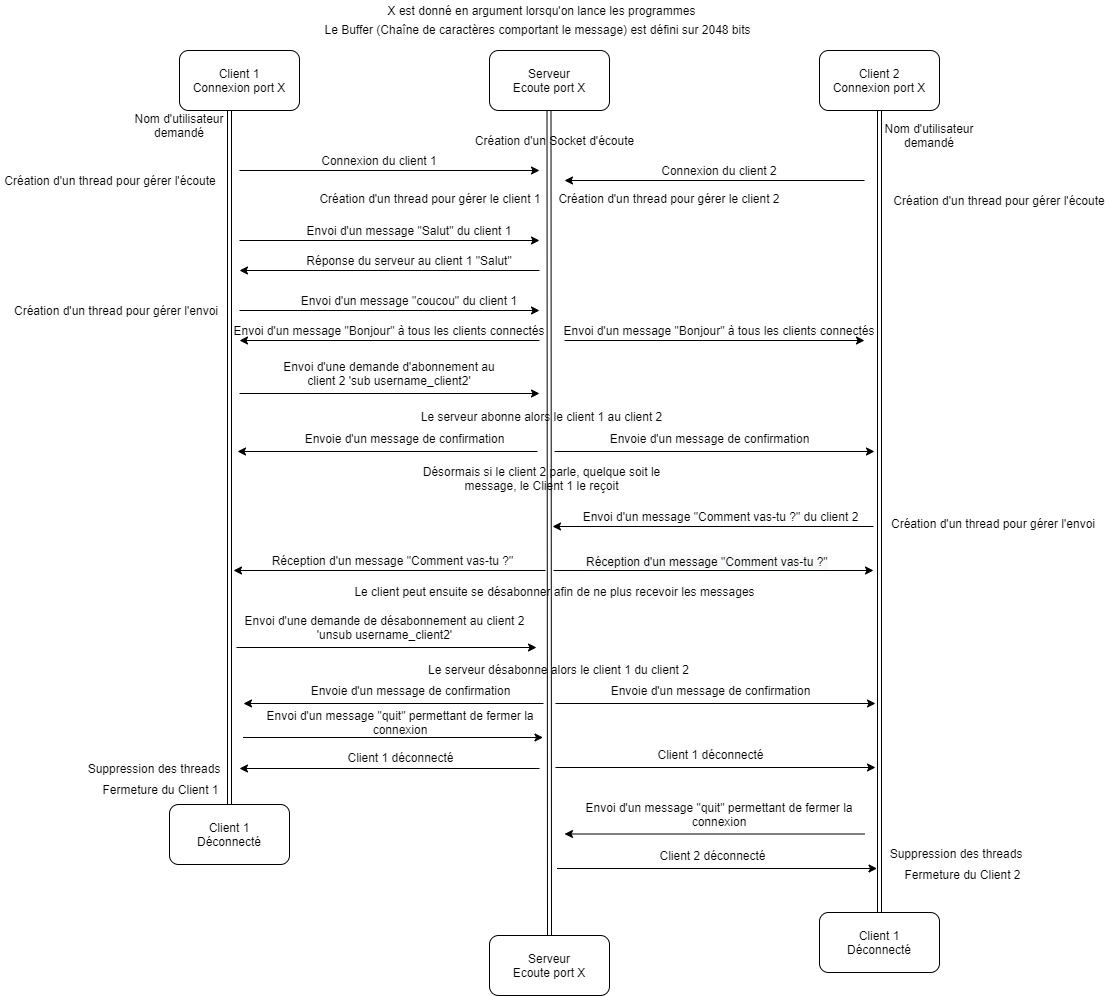 X est donné en argument lorsqu'on lance les programmes
Le Buffer (Chaîne de caractères comportant le message) est défini sur 2048 bits
Client 1
Connexion port X
Serveur
Ecoute port X
Client 2
Connexion port X
Nom d'utilisateur
demandé
Nom d'utilisateur
demandé
Création d'un Socket d'écoute
Connexion du client 1
Connexion du client 2
Création d'un thread pour gérer l'écoute
Création d'un thread pour gérer le client 1
Création d'un thread pour gérer le client 2
Création d'un thread pour gérer l'écoute
Envoi d'un message "Salut" du client 1
Réponse du serveur au client 1 "Salut"
Création d'un thread pour gérer l'envoi
Envoi d'un message "coucou" du client 1
Envoi d'un message "Bonjour" à tous les clients connectés
Envoi d'un message "Bonjour" à tous les clients connectés
Envoi d'une demande d'abonnement au
client 2 'sub username_client2'
Le serveur abonne alors le client 1 au client 2
Envoie d'un message de confirmation
Envoie d'un message de confirmation
Désormais si le client 2 parle, quelque soit le
message, le Client 1 le reçoit
Envoi d'un message "Comment vas-tu ?" du client 2
Création d'un thread pour gérer l'envoi
Réception d'un message "Comment vas-tu ?"
Réception d'un message "Comment vas-tu ?"
Le client peut ensuite se désabonner afin de ne plus recevoir les messages
Envoi d'une demande de désabonnement au client 2
'unsub username_client2'
Le serveur désabonne alors le client 1 du client 2
Envoie d'un message de confirmation
Envoie d'un message de confirmation
Envoi d'un message "quit" permettant de fermer la
connexion
Client 1 déconnecté
Client 1 déconnecté
Suppression des threads
Fermeture du Client 1
Client 1
Déconnecté
Envoi d'un message "quit" permettant de fermer la
connexion
Client 2 déconnecté
Suppression des threads
Fermeture du Client 2
Client 1
Déconnecté
Serveur
Ecoute port X